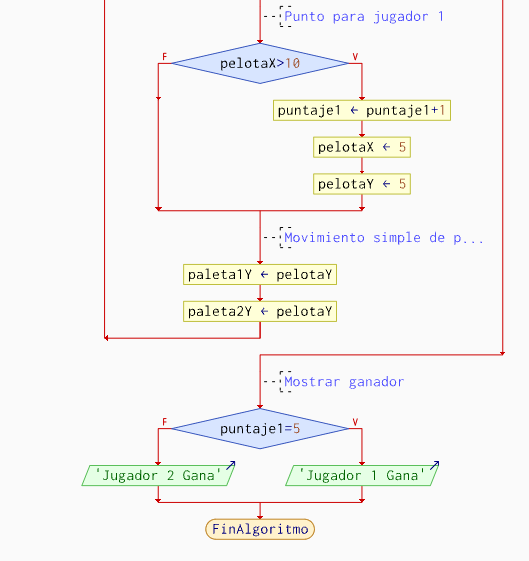 Punto para jugador 1
F
pelotaX>10
V
puntaje1 ← puntaje1+1
pelotaX ← 5
pelotaY ← 5
Movimiento simple de p...
paleta1Y ← pelotaY
paleta2Y ← pelotaY
Mostrar ganador
F
puntaje1=5
V
'Jugador 2 Gana'
'Jugador 1 Gana'
FinAlgoritmo